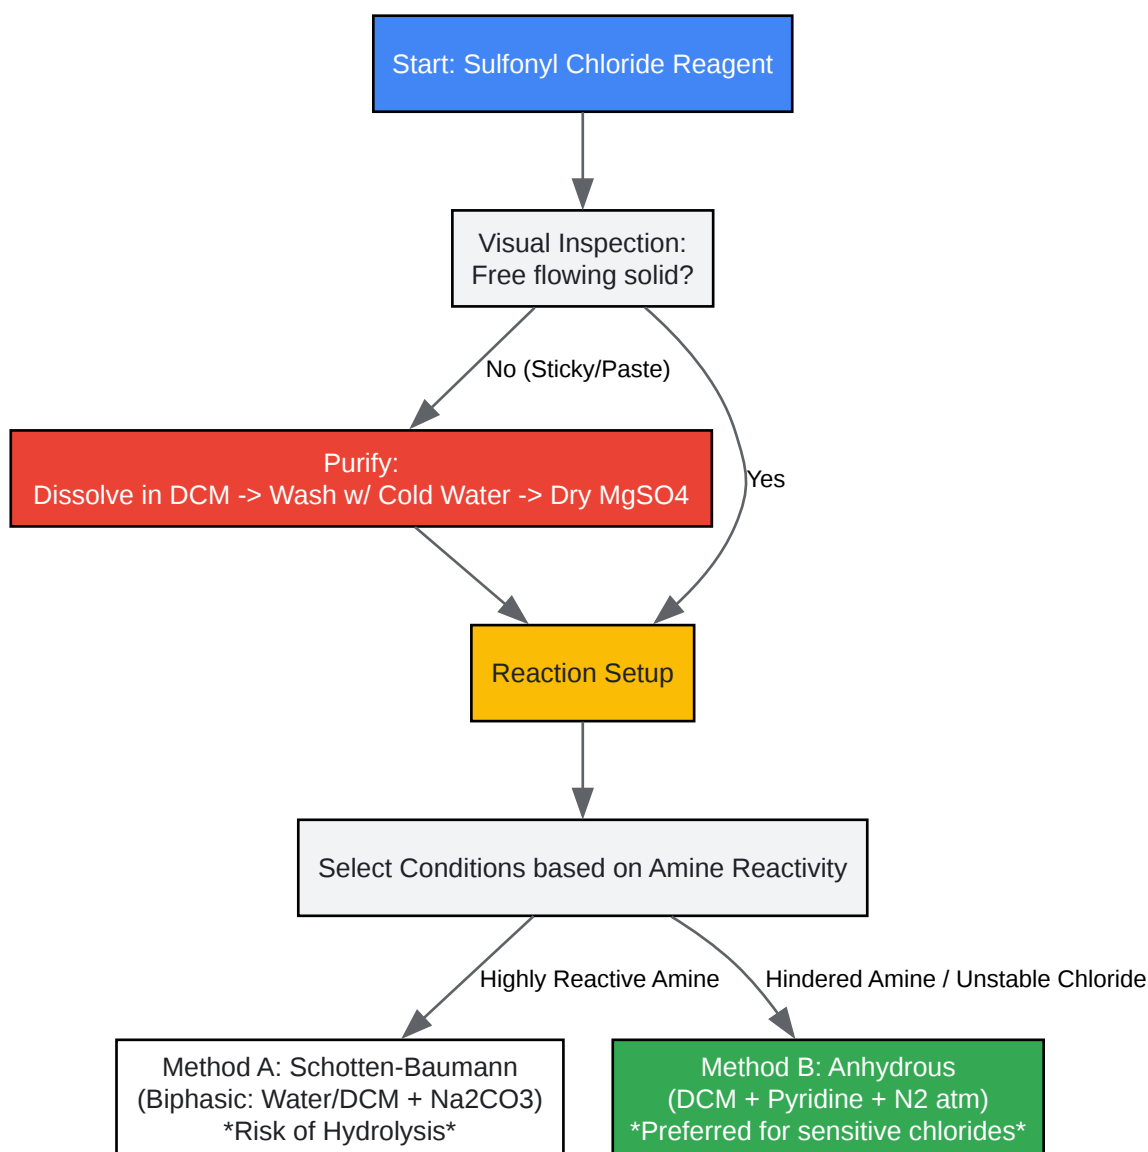 Start: Sulfonyl Chloride Reagent
Visual Inspection:
Free flowing solid?
No (Sticky/Paste)
Purify:
Dissolve in DCM -> Wash w/ Cold Water -> Dry MgSO4
Yes
Reaction Setup
Select Conditions based on Amine Reactivity
Highly Reactive Amine
Hindered Amine / Unstable Chloride
Method A: Schotten-Baumann
(Biphasic: Water/DCM + Na2CO3)
*Risk of Hydrolysis*
Method B: Anhydrous
(DCM + Pyridine + N2 atm)
*Preferred for sensitive chlorides*